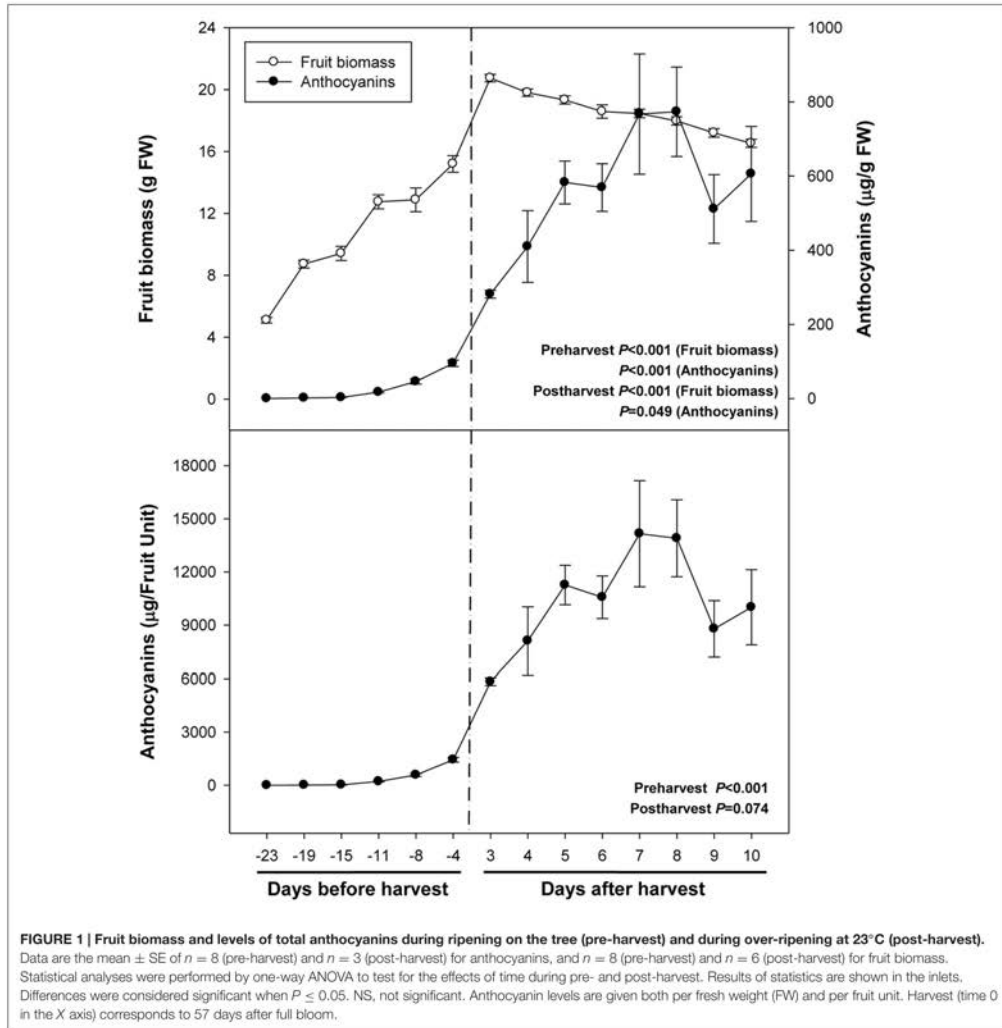 24
20
16
12
8
4
0
Fruit biomass (g FW)
Fruit biomass
Anthocyanins
1000
800
600
400
200
0
Anthocyanins (µg/g FW)
Preharvest P<0.001 (Fruit biomass)
P<0.001 (Anthocyanins)
Postharvest P<0.001 (Fruit biomass)
P=0.049 (Anthocyanins)
18000
15000
12000
9000
6000
3000
0
Anthocyanins (µg/Fruit Unit)
Preharvest P<0.001
Postharvest P=0.074
-23 -19 -15 -11 -8 -4 3 4 5 6 7 8 9 10
Days before harvest Days after harvest
FIGURE 1 | Fruit biomass and levels of total anthocyanins during ripening on the tree (pre-harvest) and during over-ripening at 23°C (post-harvest).
Data are the mean ± SE of n = 8 (pre-harvest) and n = 3 (post-harvest) for anthocyanins, and n = 8 (pre-harvest) and n = 6 (post-harvest) for fruit biomass.
Statistical analyses were performed by one-way ANOVA to test for the effects of time during pre- and post-harvest. Results of statistics are shown in the inlets.
Differences were considered significant when P ≤ 0.05. NS, not significant. Anthocyanin levels are given both per fresh weight (FW) and per fruit unit. Harvest (time 0
in the X axis) corresponds to 57 days after full bloom.